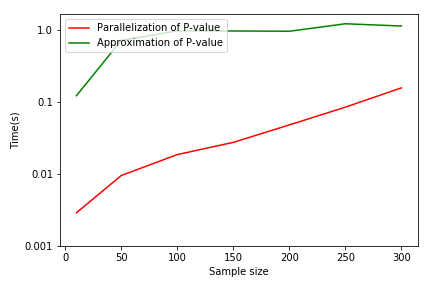 Parallelization of P-value
Approximation of P-value
1.0
0.1
0.01
0.001
Time(s)
0 50 100 150 200 250 300
Sample size